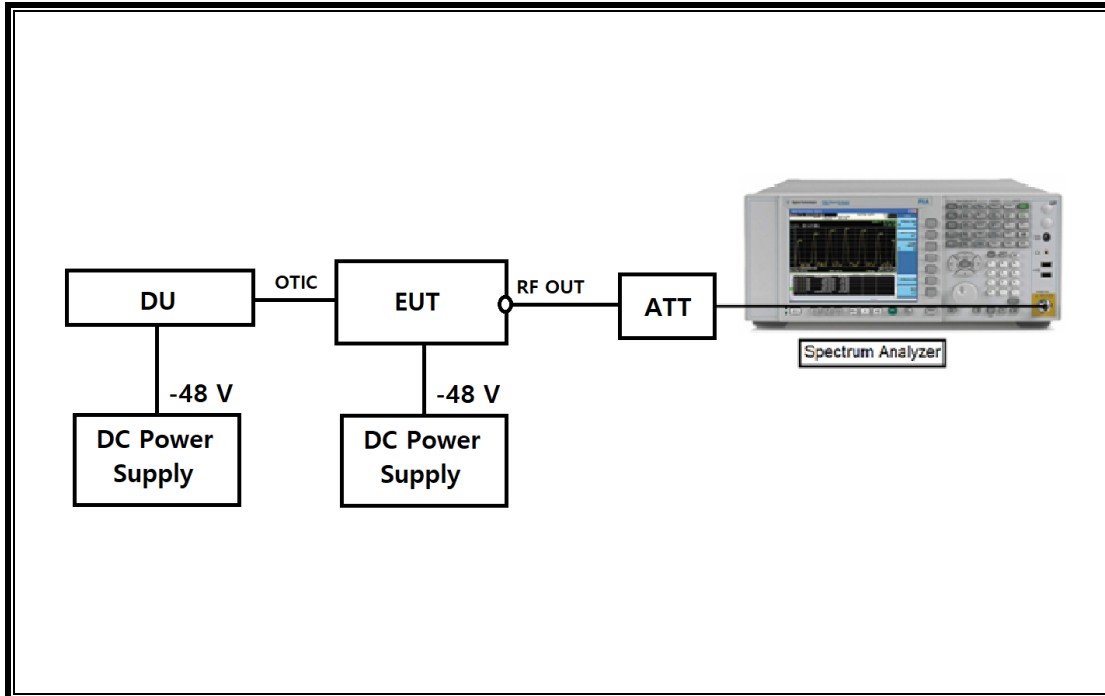 DU
OTIC
EUT
RF OUT
ATT
Spectrum Analyzer
-48 V
-48 V
DC Power
Supply
DC Power
Supply